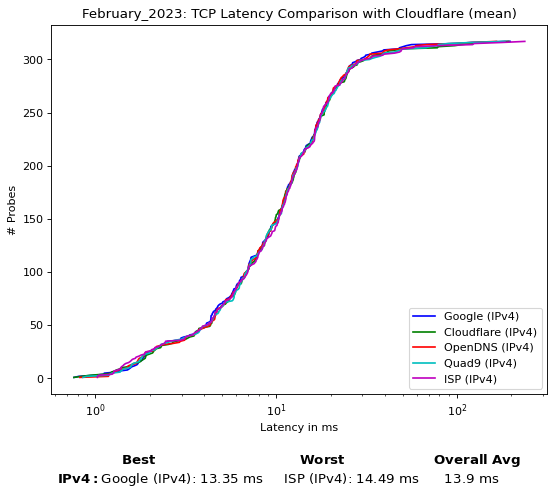 February_2023: TCP Latency Comparison with Cloudflare (mean)
300
250
200
150
100
50
0
# Probes
10⁰ 10¹ 10²
Latency in ms
Google (IPv4)
Cloudflare (IPv4)
OpenDNS (IPv4)
Quad9 (IPv4)
ISP (IPv4)
Best Worst Overall Avg
IPv4: Google (IPv4): 13.35 ms ISP (IPv4): 14.49 ms 13.9 ms